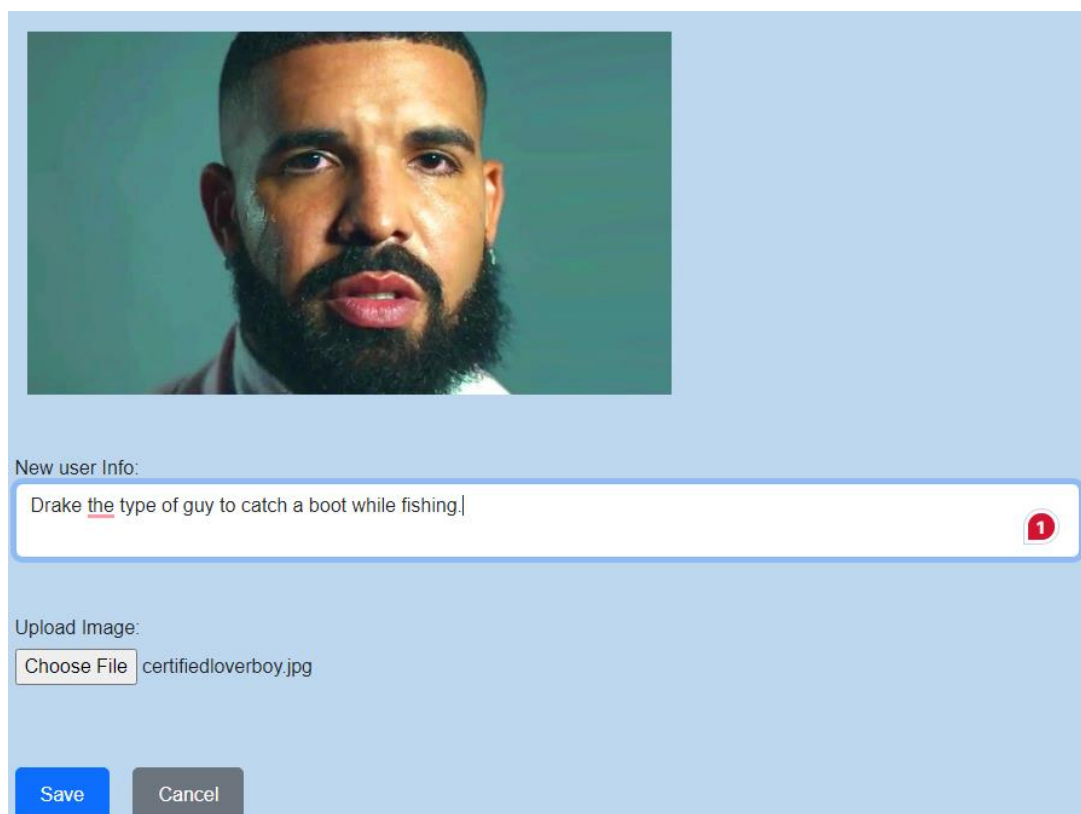 New user Info:
Drake the type of guy to catch a boot while fishing.
1
Upload Image:
Choose File certifiedloverboy.jpg
Save Cancel